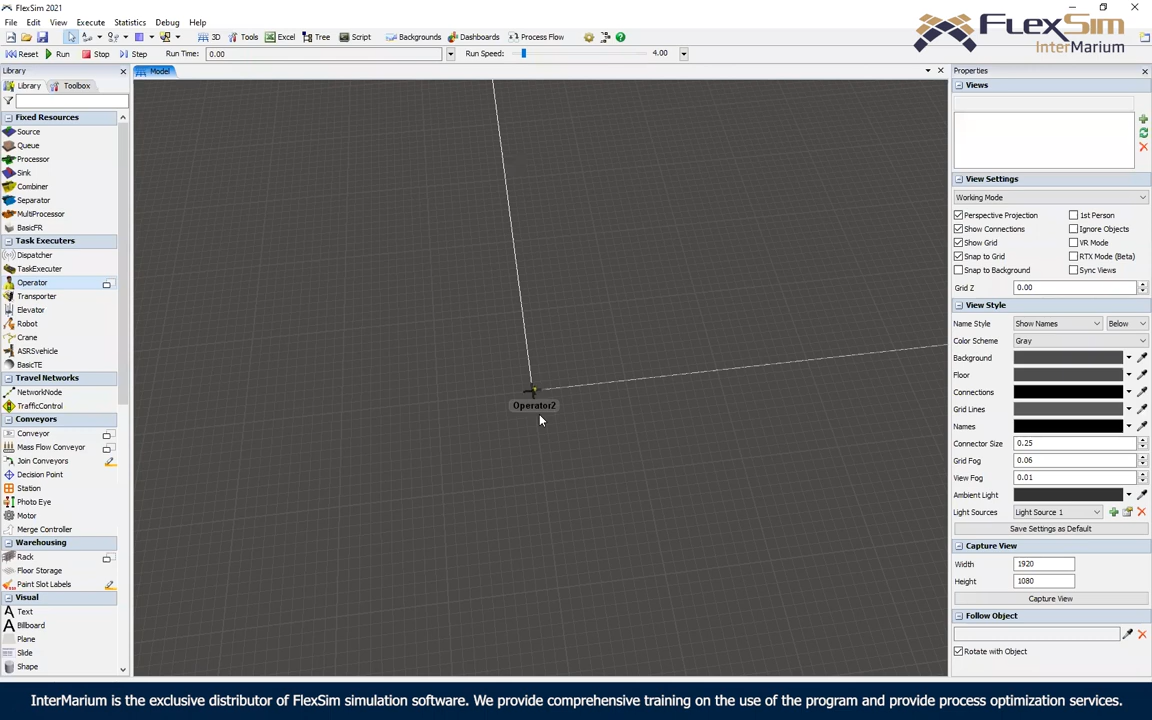 FlexSim 2021
File Edit View Execute Statistics Debug Help
3D Tools Excel Tree Script Backgrounds Dashboards Process Flow
Reset Run Stop Step Run Time: 0.00 Run Speed: 4.00
FlexSim
InterMarium
Library
Library Toolbox
Fixed Resources
Source
Queue
Processor
Sink
Combiner
Separator
MultiProcessor
BasicFR
Task Executers
Dispatcher
TaskExecuter
Operator
Transporter
Elevator
Robot
Crane
ASRSvehicle
BasicTE
Travel Networks
NetworkNode
TrafficControl
Conveyors
Conveyor
Mass Flow Conveyor
Join Conveyors
Decision Point
Station
Photo Eye
Motor
Merge Controller
Warehousing
Rack
Floor Storage
Paint Slot Labels
Visual
Text
Billboard
Plane
Slide
Shape
Model
Operator2
Properties
Views
View Settings
Working Mode
Perspective Projection 1st Person
Show Connections Ignore Objects
Show Grid VR Mode
Snap to Grid RTX Mode (Beta)
Snap to Background Sync Views
Grid Z 0.00
View Style
Name Style Show Names Below
Color Scheme Gray
Background
Floor
Connections
Grid Lines
Names
Connector Size 0.25
Grid Fog 0.06
View Fog 0.01
Ambient Light
Light Sources Light Source 1
Save Settings as Default
Capture View
Width 1920
Height 1080
Capture View
Follow Object
Rotate with Object
InterMarium is the exclusive distributor of FlexSim simulation software. We provide comprehensive training on the use of the program and provide process optimization services.